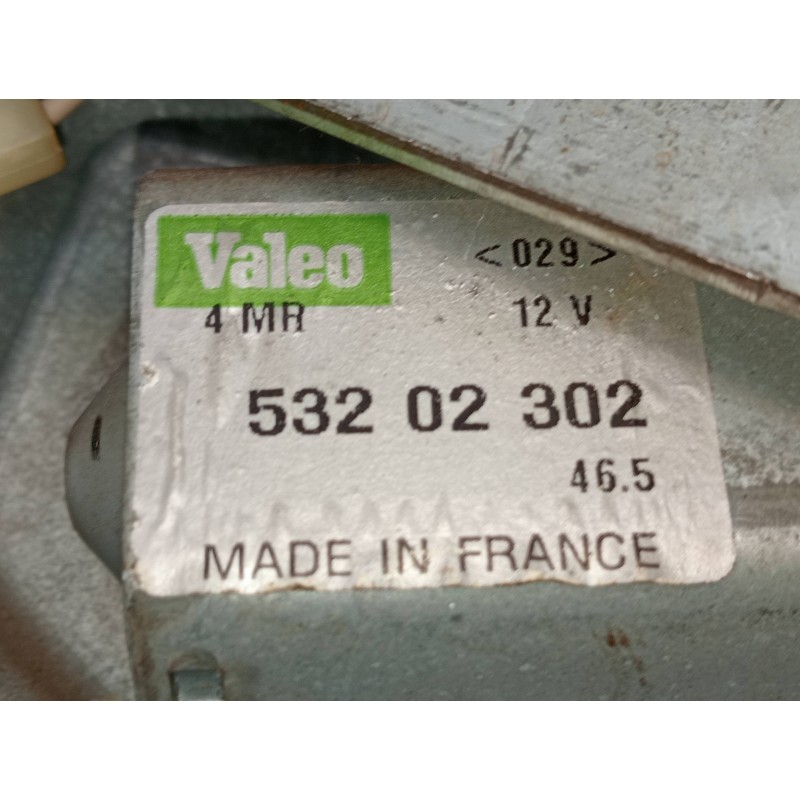 Valeo <029>
4 MR 12 V
532 02 302
46.5
MADE IN FRANCE